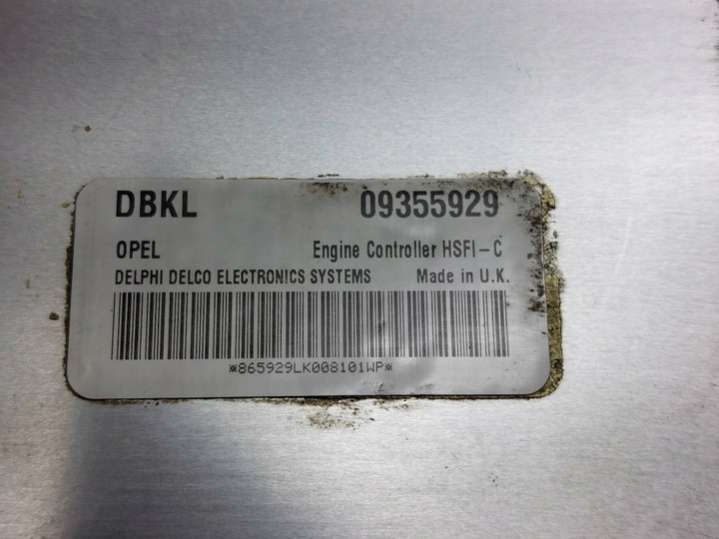 DBKL 09355929
OPEL Engine Controller HSFI-C
DELPHI DELCO ELECTRONICS SYSTEMS Made in U.K.
*865929LK008101WP*